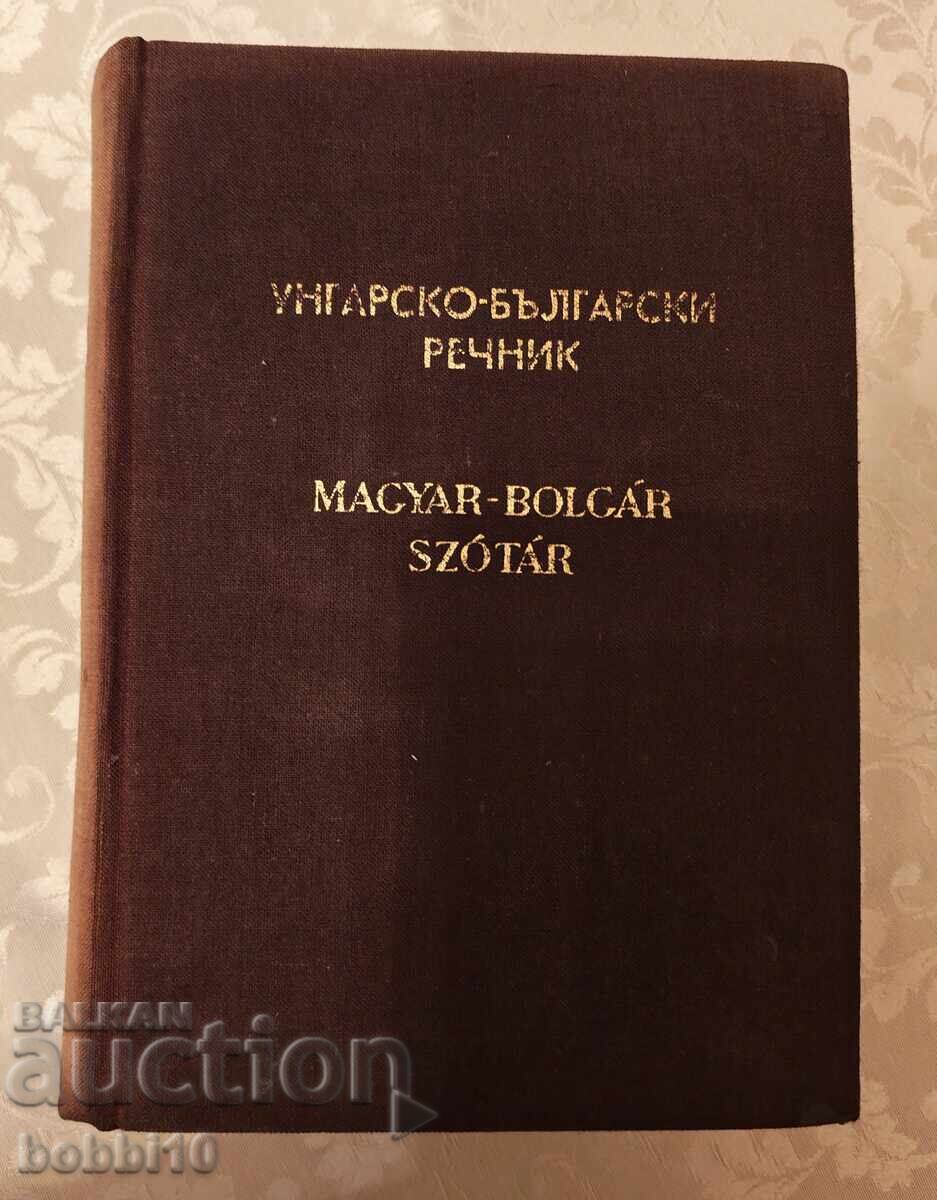 УНГАРСКО-БЪЛГАРСКИ
РЕЧНИК
MAGYAR-BOLGÁR
SZÓTÁR
BALKAN
auction
bobbi10